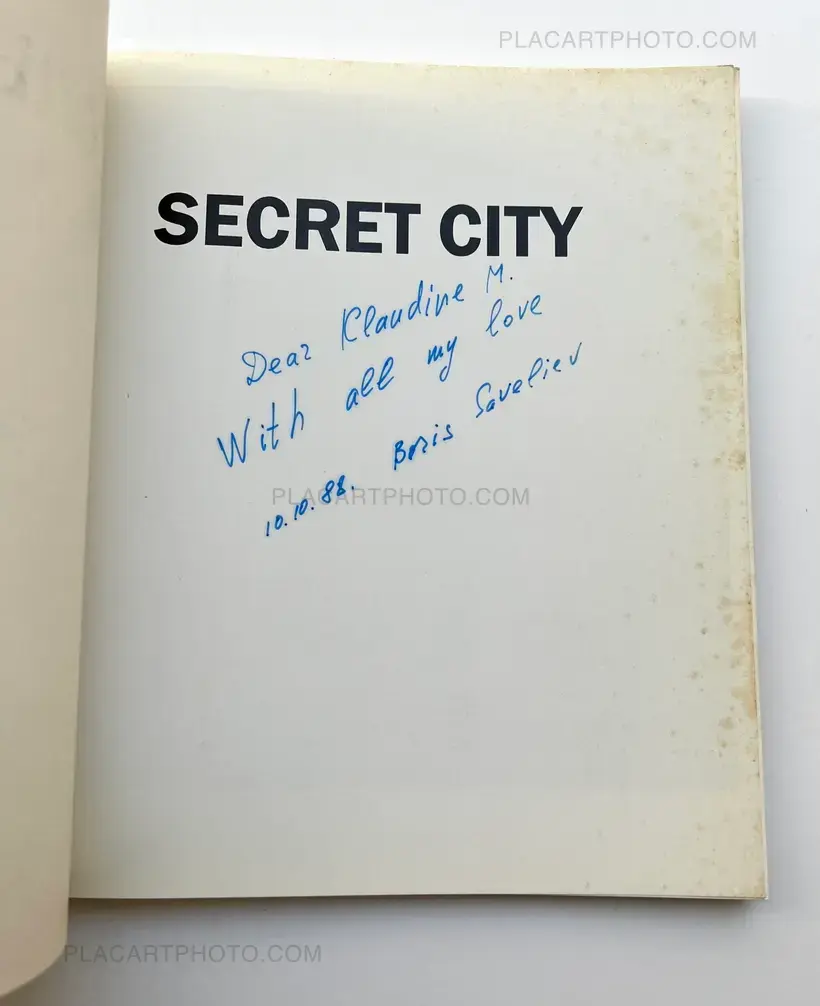 PLACARTPHOTO.COM
SECRET CITY
Dear Klaudine M.
With all my love
Boris Saveliev
10.10.88.
PLACARTPHOTO.COM
PLACARTPHOTO.COM